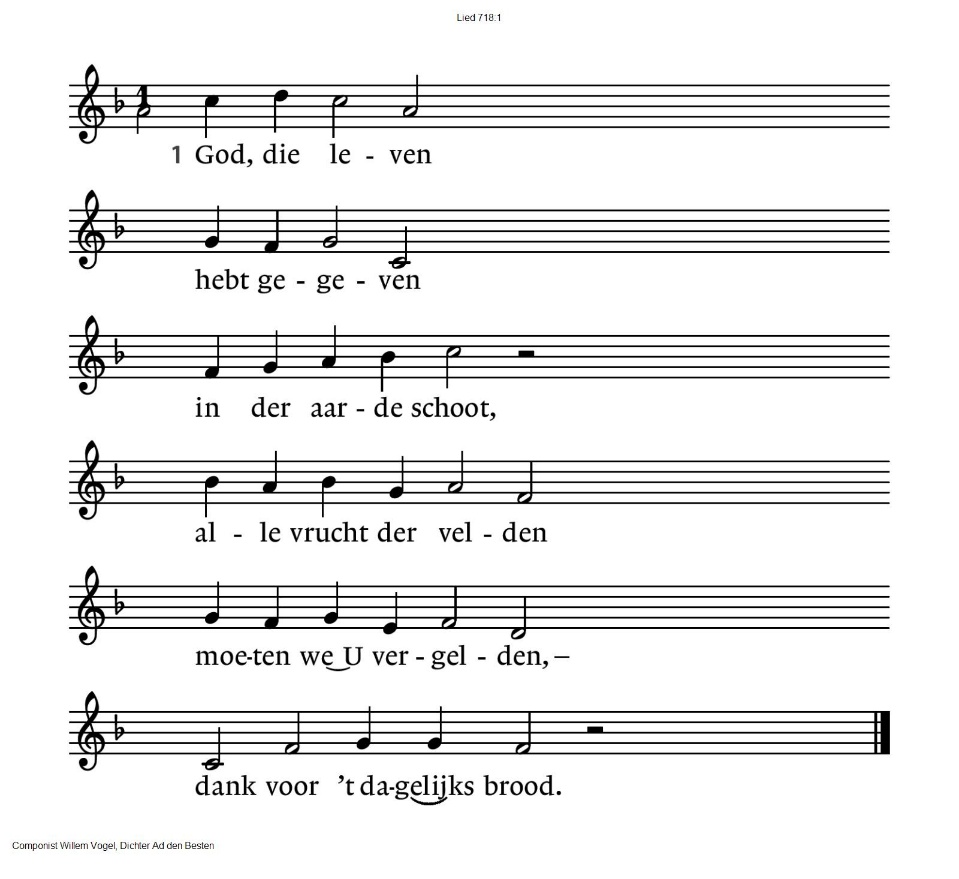 Lied 718:1
1
1 God, die le - ven
hebt ge - ge - ven
in der aar - de schoot,
al - le vrucht der vel - den
moe-ten we U ver - gel - den, –
dank voor ’t da-gelijks brood.
Componist Willem Vogel, Dichter Ad den Besten